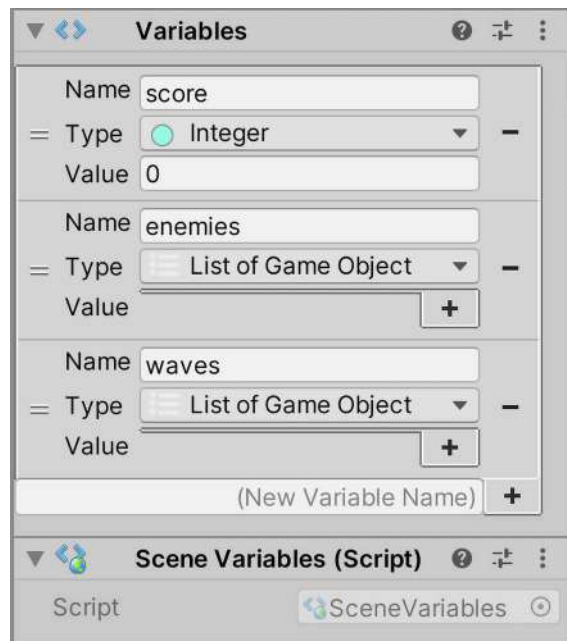 Variables
Name score
Type Integer
Value 0
Name enemies
Type List of Game Object
Value +
Name waves
Type List of Game Object
Value +
(New Variable Name) +
Scene Variables (Script)
Script SceneVariables